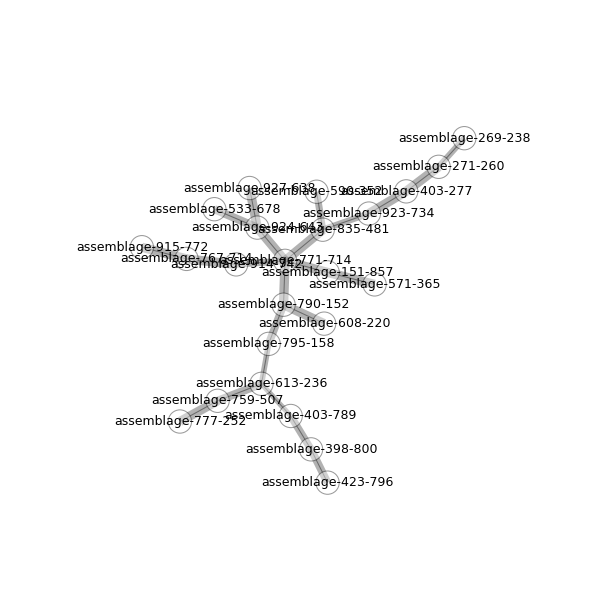 assemblage-269-238
assemblage-271-260
assemblage-927-638
assemblage-590-352
assemblage-403-277
assemblage-533-678
assemblage-923-734
assemblage-924-643
assemblage-835-481
assemblage-915-772
assemblage-767-714
assemblage-914-742
assemblage-771-714
assemblage-151-857
assemblage-571-365
assemblage-790-152
assemblage-608-220
assemblage-795-158
assemblage-613-236
assemblage-759-507
assemblage-403-789
assemblage-777-252
assemblage-398-800
assemblage-423-796